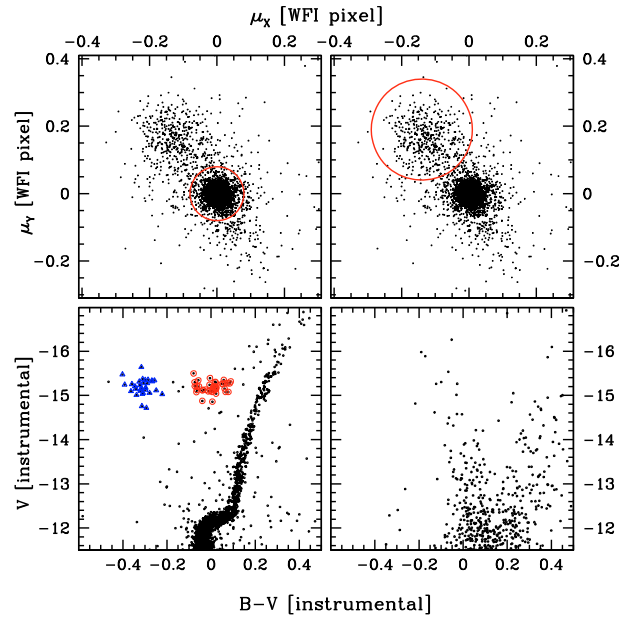 μX [WFI pixel]
-0.4 -0.2 0 0.2 -0.4 -0.2 0 0.2
0.4 0.4
0.2 0.2
0 0
-0.2 -0.2
μY [WFI pixel]
-16 -16
-15 -15
-14 -14
-13 -13
-12 -12
V [instrumental]
-0.4 -0.2 0 0.2 0.4 -0.4 -0.2 0 0.2 0.4
B-V [instrumental]